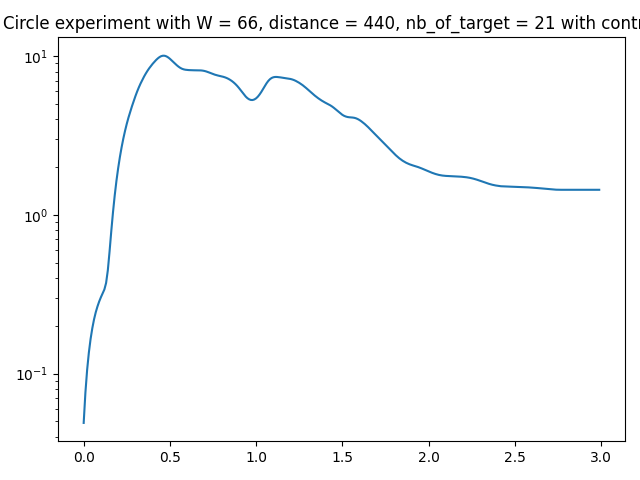 Circle experiment with W = 66, distance = 440, nb_of_target = 21 with contr
10¹
10⁰
10⁻¹
0.0 0.5 1.0 1.5 2.0 2.5 3.0